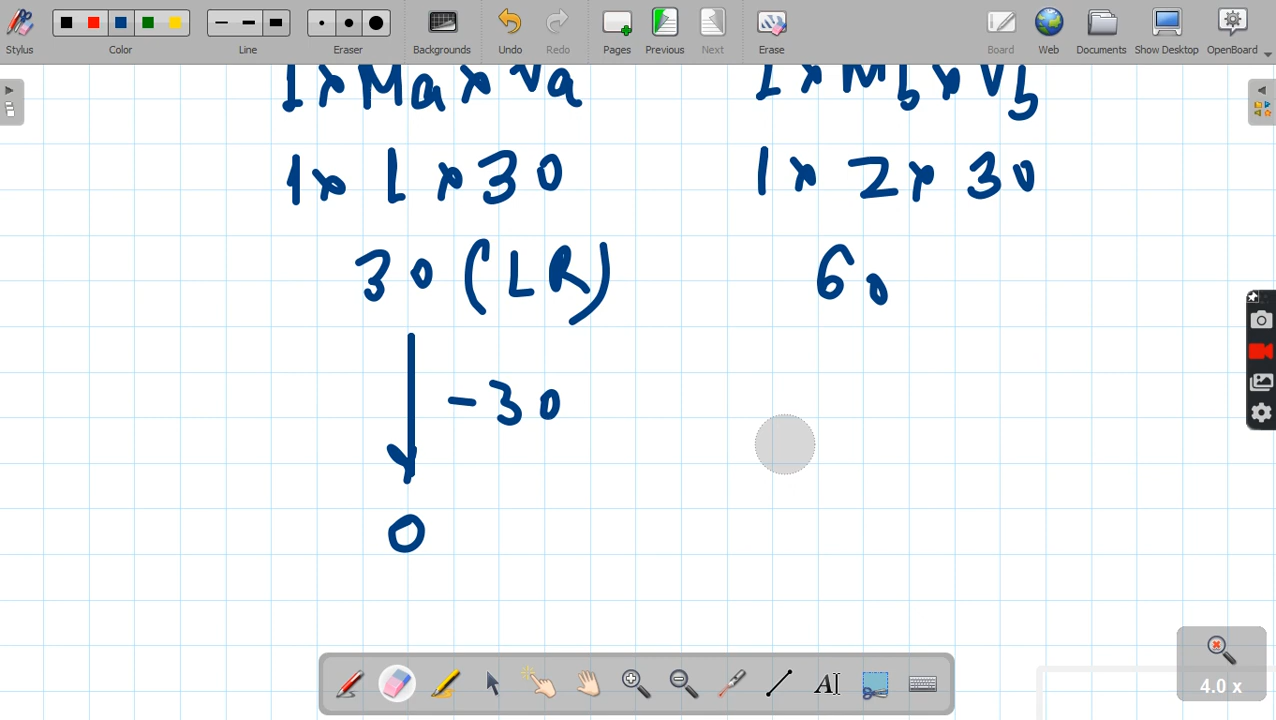 Stylus Color Line Eraser Backgrounds Undo Redo Pages Previous Next Erase Board Web Documents Show Desktop OpenBoard
1 x Ma x Va 1 x Mb x Vb
1 x 1 x 30 1 x 2 x 30
30 (LR) 60
-30
0
4.0 x